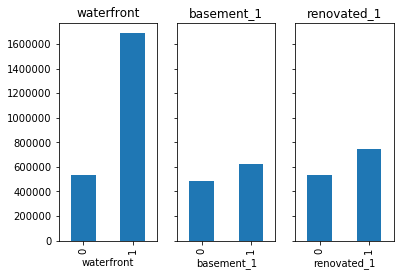 waterfront
basement_1
renovated_1
1600000
1400000
1200000
1000000
800000
600000
400000
200000
0
0
1
0
1
0
1
waterfront
basement_1
renovated_1